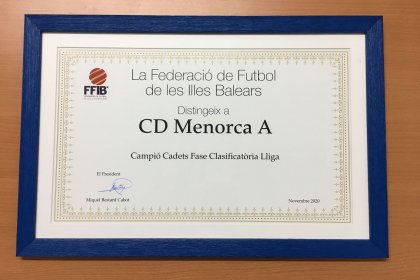 FFIB
La Federació de Futbol
de les Illes Balears
Distingeix a
CD Menorca A
Campió Cadets Fase Clasificatòria Lliga
El President
Miquel Bestard Cabot
Novembre 2020